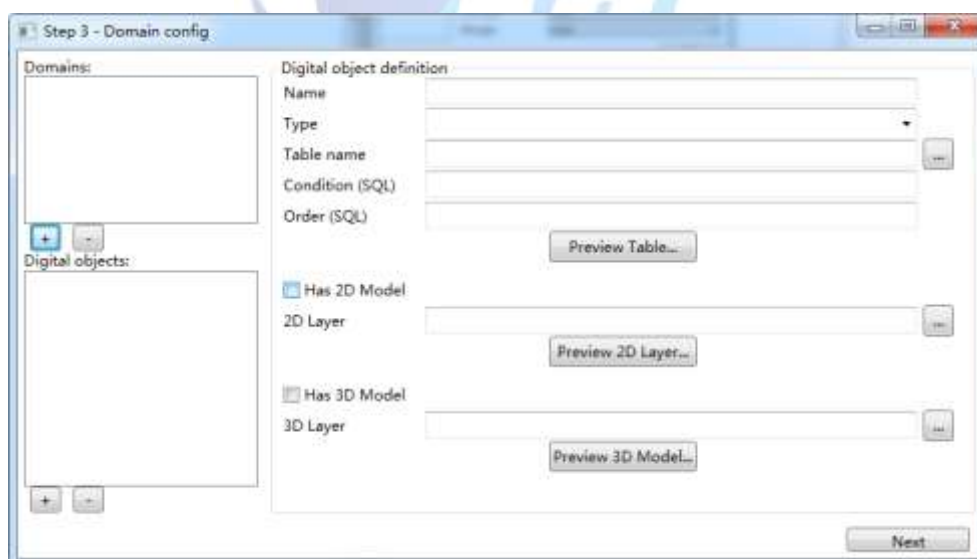 Step 3 - Domain config
Domains:
+ -
Digital objects:
+ -
Digital object definition
Name
Type
Table name ...
Condition (SQL)
Order (SQL)
Preview Table...
Has 2D Model
2D Layer ...
Preview 2D Layer...
Has 3D Model
3D Layer ...
Preview 3D Model...
Next